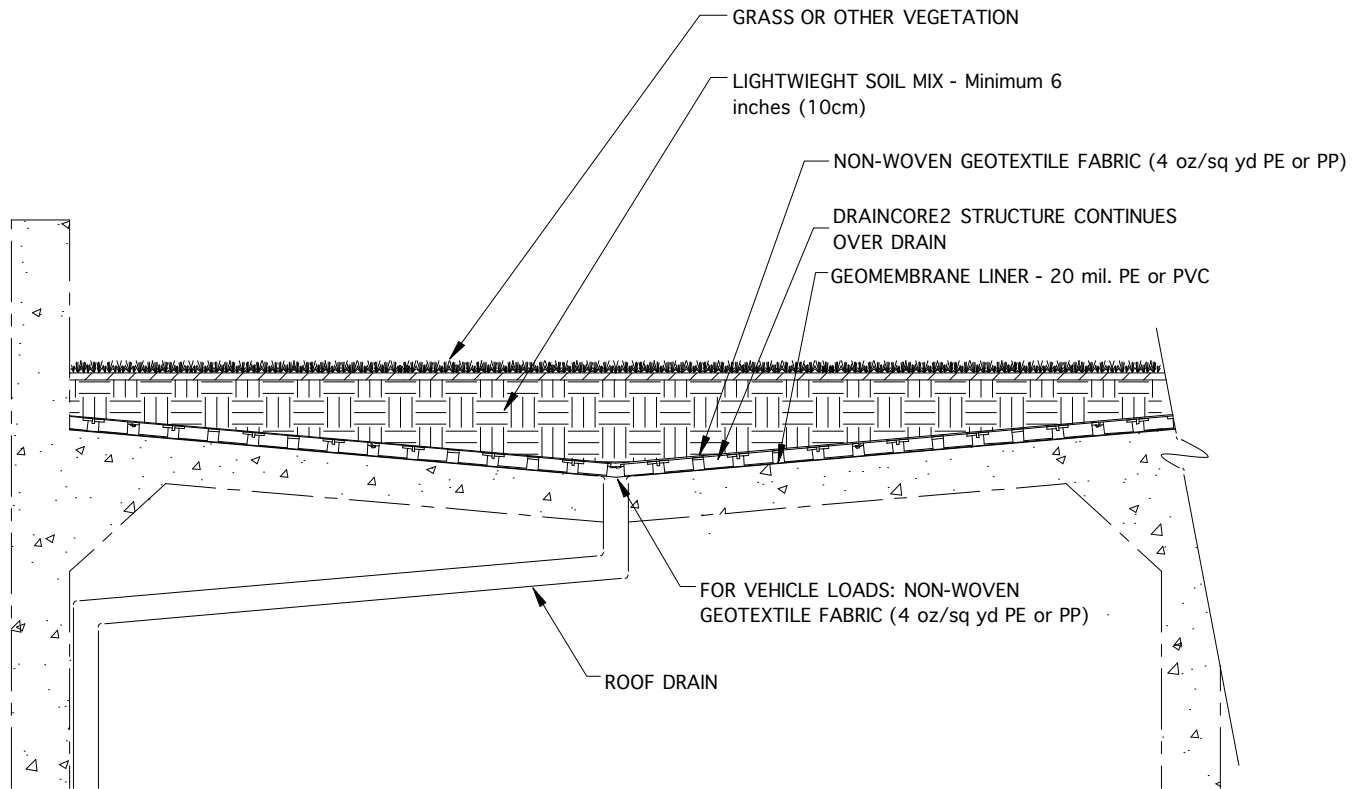 GRASS OR OTHER VEGETATION
LIGHTWIEGHT SOIL MIX - Minimum 6
inches (10cm)
NON-WOVEN GEOTEXTILE FABRIC (4 oz/sq yd PE or PP)
DRAINCORE2 STRUCTURE CONTINUES
OVER DRAIN
GEOMEMBRANE LINER - 20 mil. PE or PVC
FOR VEHICLE LOADS: NON-WOVEN
GEOTEXTILE FABRIC (4 oz/sq yd PE or PP)
ROOF DRAIN